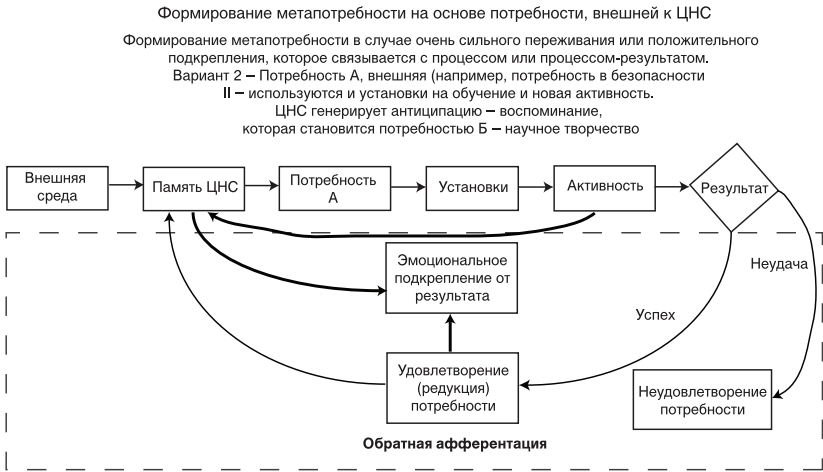 Формирование метапотребности на основе потребности, внешней к ЦНС
Формирование метапотребности в случае очень сильного переживания или положительного
подкрепления, которое связывается с процессом или процессом-результатом.
Вариант 2 – Потребность А, внешняя (например, потребность в безопасности
II – используются и установки на обучение и новая активность.
ЦНС генерирует антиципацию – воспоминание,
которая становится потребностью Б – научное творчество
Внешняя
среда
Память ЦНС
Потребность
А
Установки
Активность
Результат
Эмоциональное
подкрепление от
результата
Неудача
Успех
Удовлетворение
(редукция)
потребности
Неудовлетворение
потребности
Обратная афферентация